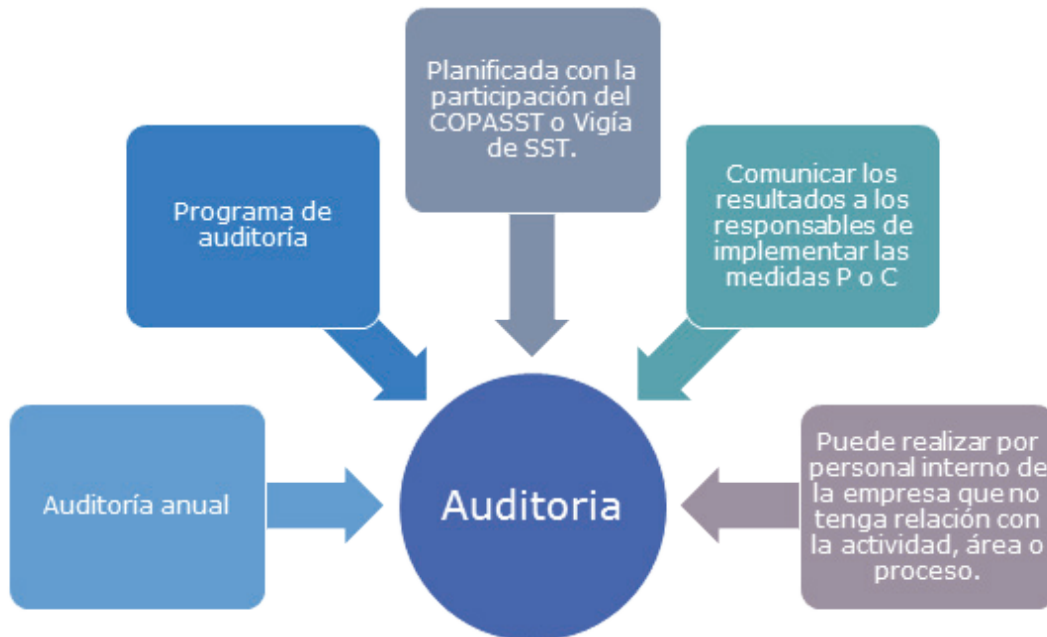 Planificada con la
participación del
COPASST o Vigía
de SST.
Programa de
auditoría
Comunicar los
resultados a los
responsables de
implementar las
medidas P o C
Auditoría anual
Auditoria
Puede realizar por
personal interno de
la empresa que no
tenga relación con
la actividad, área o
proceso.